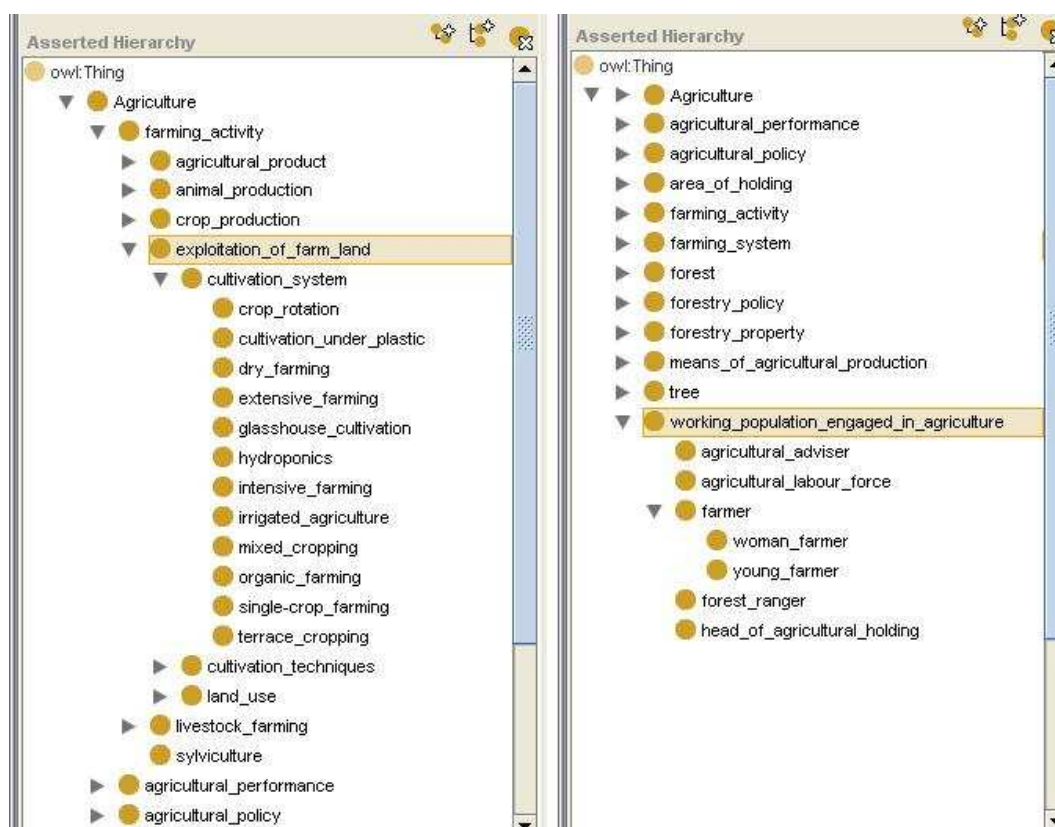 Asserted Hierarchy
owl:Thing
Agriculture
farming_activity
agricultural_product
animal_production
crop_production
exploitation_of_farm_land
cultivation_system
crop_rotation
cultivation_under_plastic
dry_farming
extensive_farming
glasshouse_cultivation
hydroponics
intensive_farming
irrigated_agriculture
mixed_cropping
organic_farming
single-crop_farming
terrace_cropping
cultivation_techniques
land_use
livestock_farming
sylviculture
agricultural_performance
agricultural_policy
Asserted Hierarchy
owl:Thing
Agriculture
agricultural_performance
agricultural_policy
area_of_holding
farming_activity
farming_system
forest
forestry_policy
forestry_property
means_of_agricultural_production
tree
working_population_engaged_in_agriculture
agricultural_adviser
agricultural_labour_force
farmer
woman_farmer
young_farmer
forest_ranger
head_of_agricultural_holding